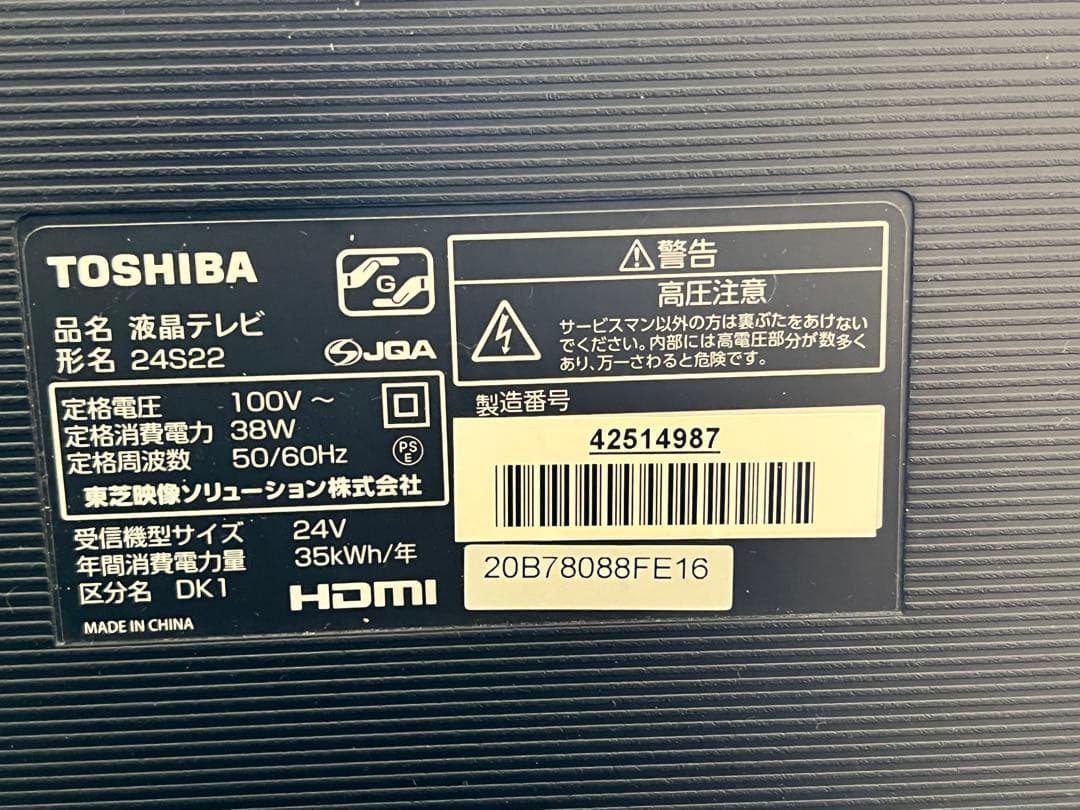 TOSHIBA
G
品名 液晶テレビ
形名 24S22
JQA
定格電圧 100V ~
定格消費電力 38W
定格周波数 50/60Hz
PS
E
東芝映像ソリューション株式会社
受信機型サイズ 24V
年間消費電力量 35kWh/年
区分名 DK1
HDMI
MADE IN CHINA
警告
高圧注意
サービスマン以外の方は裏ぶたをあけない
でください。内部には高電圧部分が数多く
あり、万一さわると危険です。
製造番号
42514987
20B78088FE16